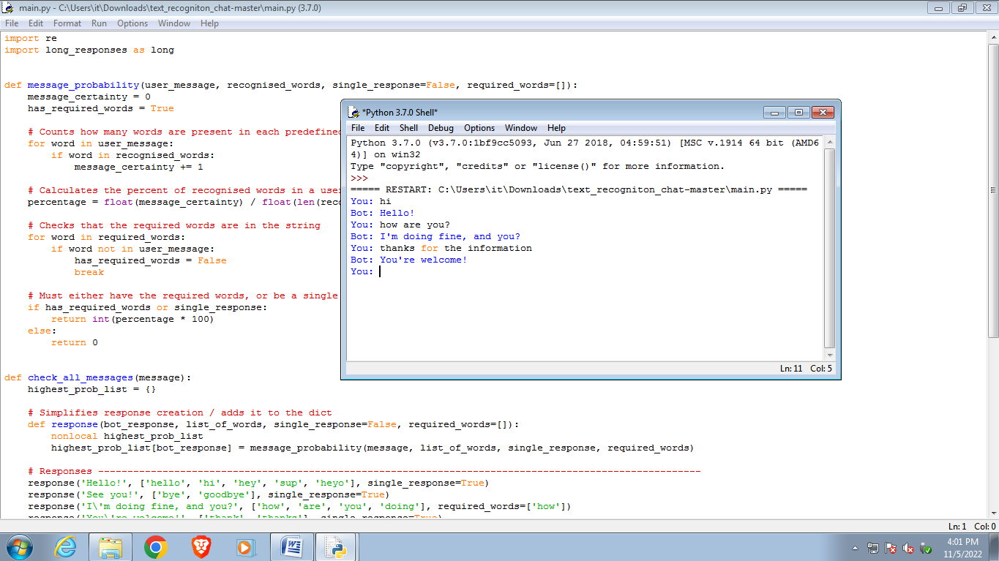 main.py - C:\Users\it\Downloads\text_recogniton_chat-master\main.py (3.7.0)
File Edit Format Run Options Window Help
import re
import long_responses as long
def message_probability(user_message, recognised_words, single_response=False, required_words=[]):
    message_certainty = 0
    has_required_words = True
    # Counts how many words are present in each predefined
    for word in user_message:
        if word in recognised_words:
            message_certainty += 1
    # Calculates the percent of recognised words in a
    percentage = float(message_certainty) / float(len(
    # Checks that the required words are in the string
    for word in required_words:
        if word not in user_message:
            has_required_words = False
            break
    # Must either have the required words, or be a single
    if has_required_words or single_response:
        return int(percentage * 100)
    else:
        return 0
def check_all_messages(message):
    highest_prob_list = {}
    # Simplifies response creation / adds it to the dict
    def response(bot_response, list_of_words, single_response=False, required_words=[]):
        nonlocal highest_prob_list
        highest_prob_list[bot_response] = message_probability(message, list_of_words, single_response, required_words)
    # Responses -------------------------------------------------------------------------------------------------------
    response('Hello!', ['hello', 'hi', 'hey', 'sup', 'heyo'], single_response=True)
    response('See you!', ['bye', 'goodbye'], single_response=True)
    response('I\'m doing fine, and you?', ['how', 'are', 'you', 'doing'], required_words=['how'])
    response('You\'re welcome!', ['thank', 'thanks'], single_response=True)
Ln: 1 Col: 0
*Python 3.7.0 Shell*
File Edit Shell Debug Options Window Help
Python 3.7.0 (v3.7.0:1bf9cc5093, Jun 27 2018, 04:59:51) [MSC v.1914 64 bit (AMD6
4)] on win32
Type "copyright", "credits" or "license()" for more information.
>>>
===== RESTART: C:\Users\it\Downloads\text_recogniton_chat-master\main.py =====
You: hi
Bot: Hello!
You: how are you?
Bot: I'm doing fine, and you?
You: thanks for the information
Bot: You're welcome!
You:
Ln: 11 Col: 5
4:01 PM
11/5/2022